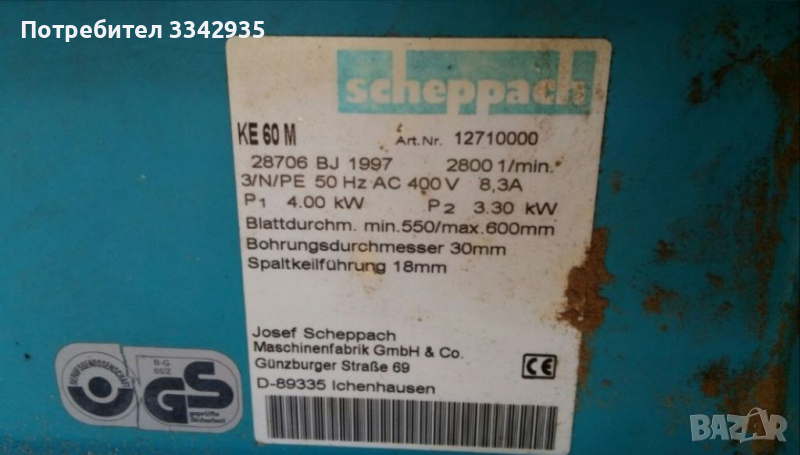 Потребител 3342935
scheppach
KE 60 M Art.Nr. 12710000
28706 BJ 1997 2800 1/min.
3/N/PE 50 Hz AC 400 V 8,3A
P1 4.00 kW P2 3.30 kW
Blattdurchm. min.550/max.600mm
Bohrungsdurchmesser 30mm
Spaltkeilführung 18mm
Josef Scheppach
Maschinenfabrik GmbH & Co.
Günzburger Straße 69
D-89335 Ichenhausen
CE
BERUFSGENOSSENSCHAFT
GS
geprüfte
Sicherheit
BAZAR